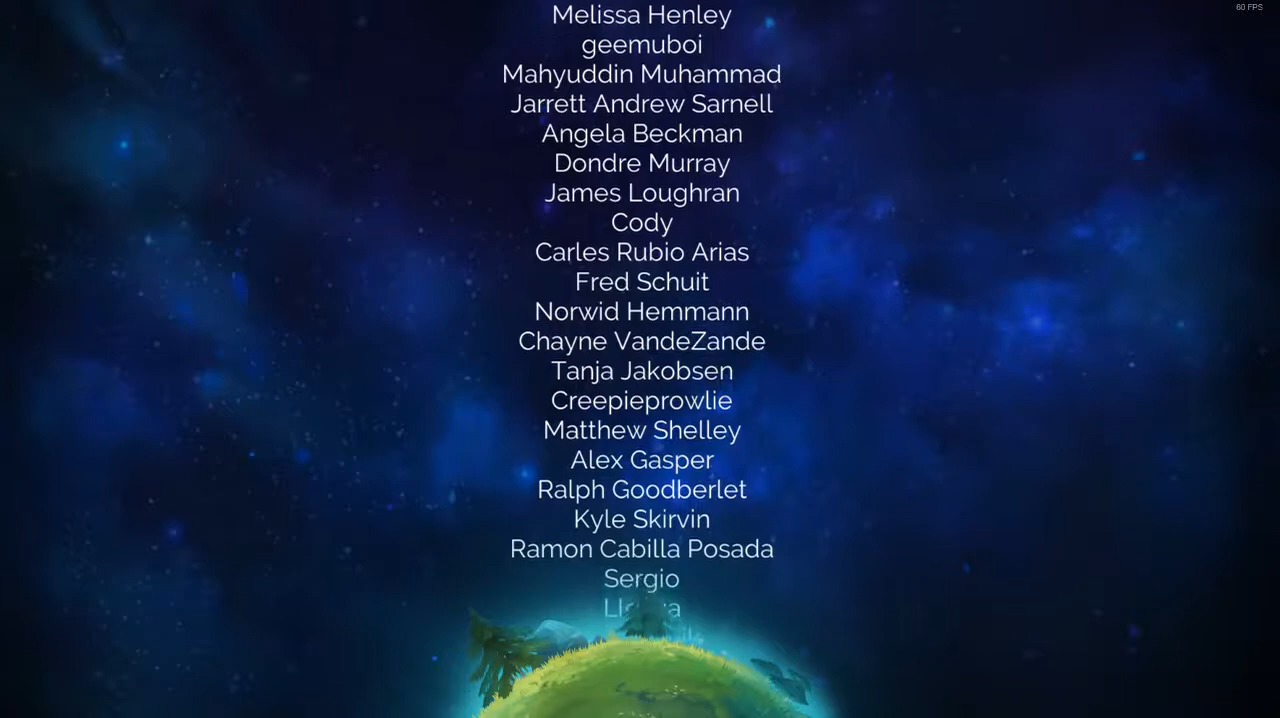 60 FPS
Melissa Henley
geemuboi
Mahyuddin Muhammad
Jarrett Andrew Sarnell
Angela Beckman
Dondre Murray
James Loughran
Cody
Carles Rubio Arias
Fred Schuit
Norwid Hemmann
Chayne VandeZande
Tanja Jakobsen
Creepieprowlie
Matthew Shelley
Alex Gasper
Ralph Goodberlet
Kyle Skirvin
Ramon Cabilla Posada
Sergio